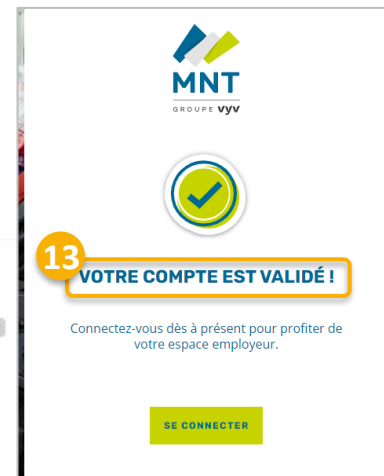 MNT
GROUPE vyv
13
VOTRE COMPTE EST VALIDÉ !
Connectez-vous dès à présent pour profiter de
votre espace employeur.
SE CONNECTER